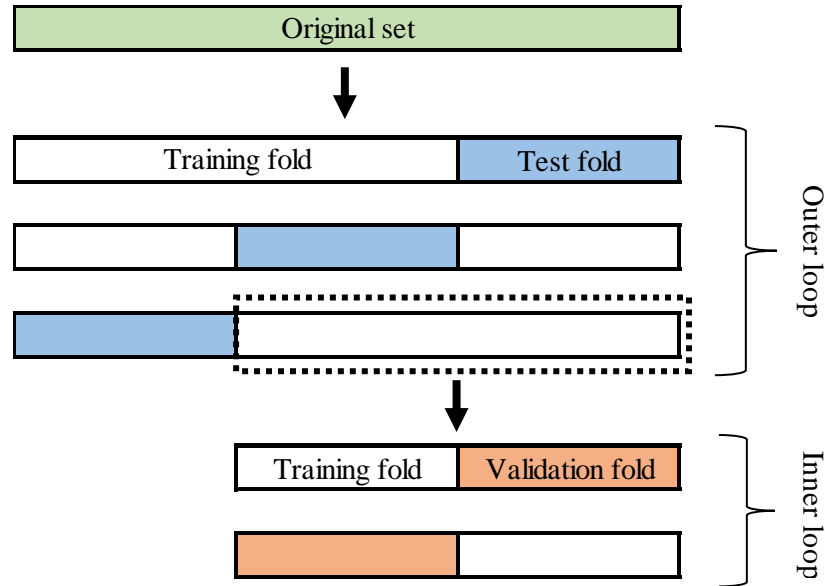 Original set
Training fold
Test fold
Outer loop
Training fold
Validation fold
Inner loop